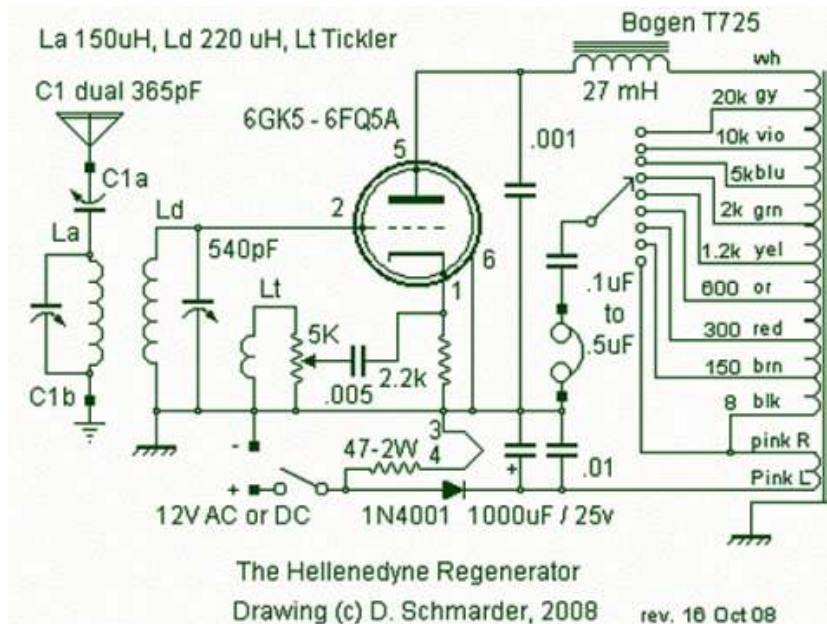 La 150uH, Ld 220 uH, Lt Tickler
Bogen T725
C1 dual 365pF
wh
27 mH
20k gy
6GK5 - 6FQ5A
5
.001
10k vio
C1a
5k blu
La
Ld
2
2k grn
540pF
6
1.2k yel
Lt
1
.1uF
to
.5uF
600 or
5K
300 red
2.2k
.005
150 brn
C1b
8 blk
3
4
47-2W
pink R
-
+
.01
Pink L
+
12V AC or DC
1N4001
1000uF / 25v
The Hellenedyne Regenerator
Drawing (c) D. Schmarder, 2008
rev. 16 Oct 08